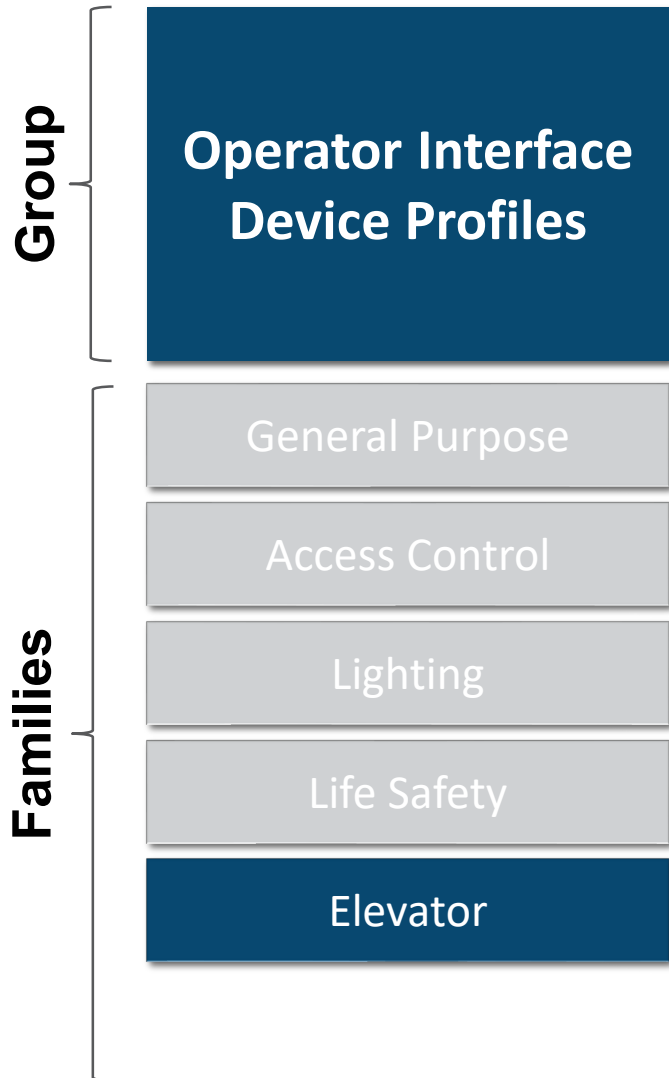 Group
Operator Interface
Device Profiles
Families
General Purpose
Access Control
Lighting
Life Safety
Elevator